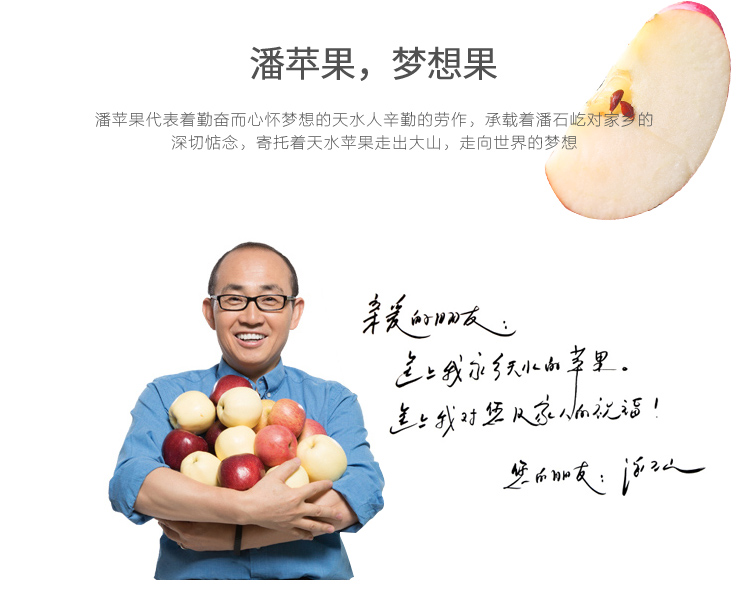 潘苹果，梦想果
潘苹果代表着勤奋而心怀梦想的天水人辛勤的劳作，承载着潘石屹对家乡的
深切惦念，寄托着天水苹果走出大山，走向世界的梦想
亲爱的朋友：
送上我家乡天水的苹果。
送上我对您及家人的祝福！
您的朋友：潘石屹